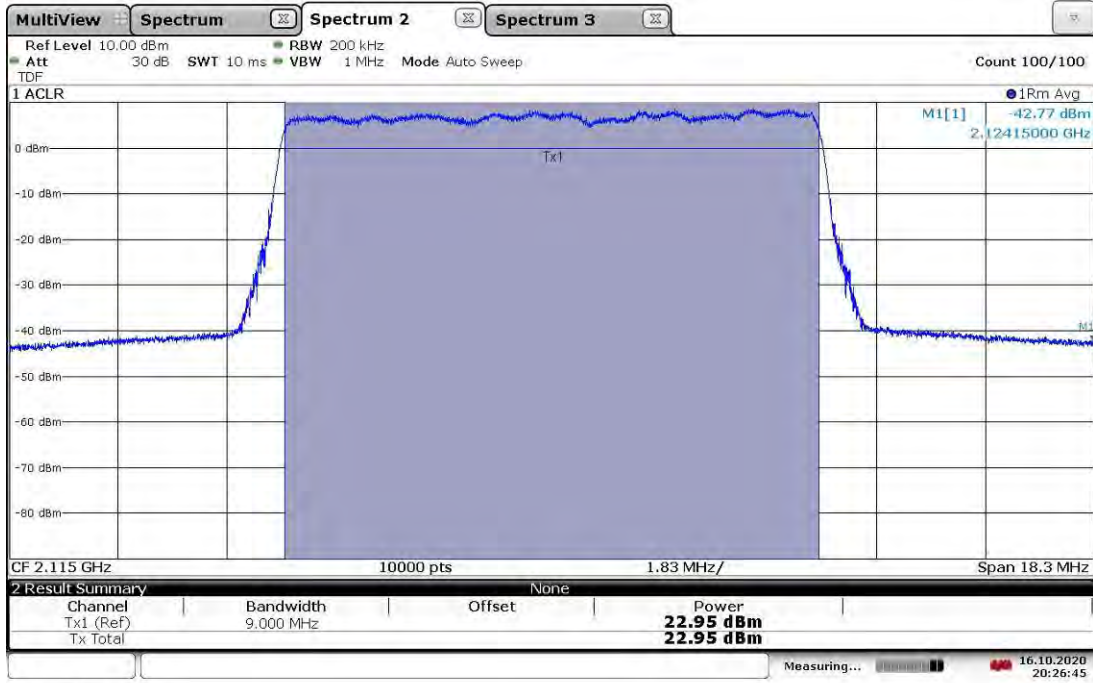 MultiView Spectrum Spectrum 2 Spectrum 3
Ref Level 10.00 dBm RBW 200 kHz
Att 30 dB SWT 10 ms VBW 1 MHz Mode Auto Sweep Count 100/100
TDF
1 ACLR 1Rm Avg
M1[1] -42.77 dBm
2.12415000 GHz
0 dBm
Tx1
-10 dBm
-20 dBm
-30 dBm
-40 dBm
M1
-50 dBm
-60 dBm
-70 dBm
-80 dBm
CF 2.115 GHz 10000 pts 1.83 MHz/ Span 18.3 MHz
2 Result Summary None
Channel Bandwidth Offset Power
Tx1 (Ref) 9.000 MHz 22.95 dBm
Tx Total 22.95 dBm
Measuring... 16.10.2020
20:26:45